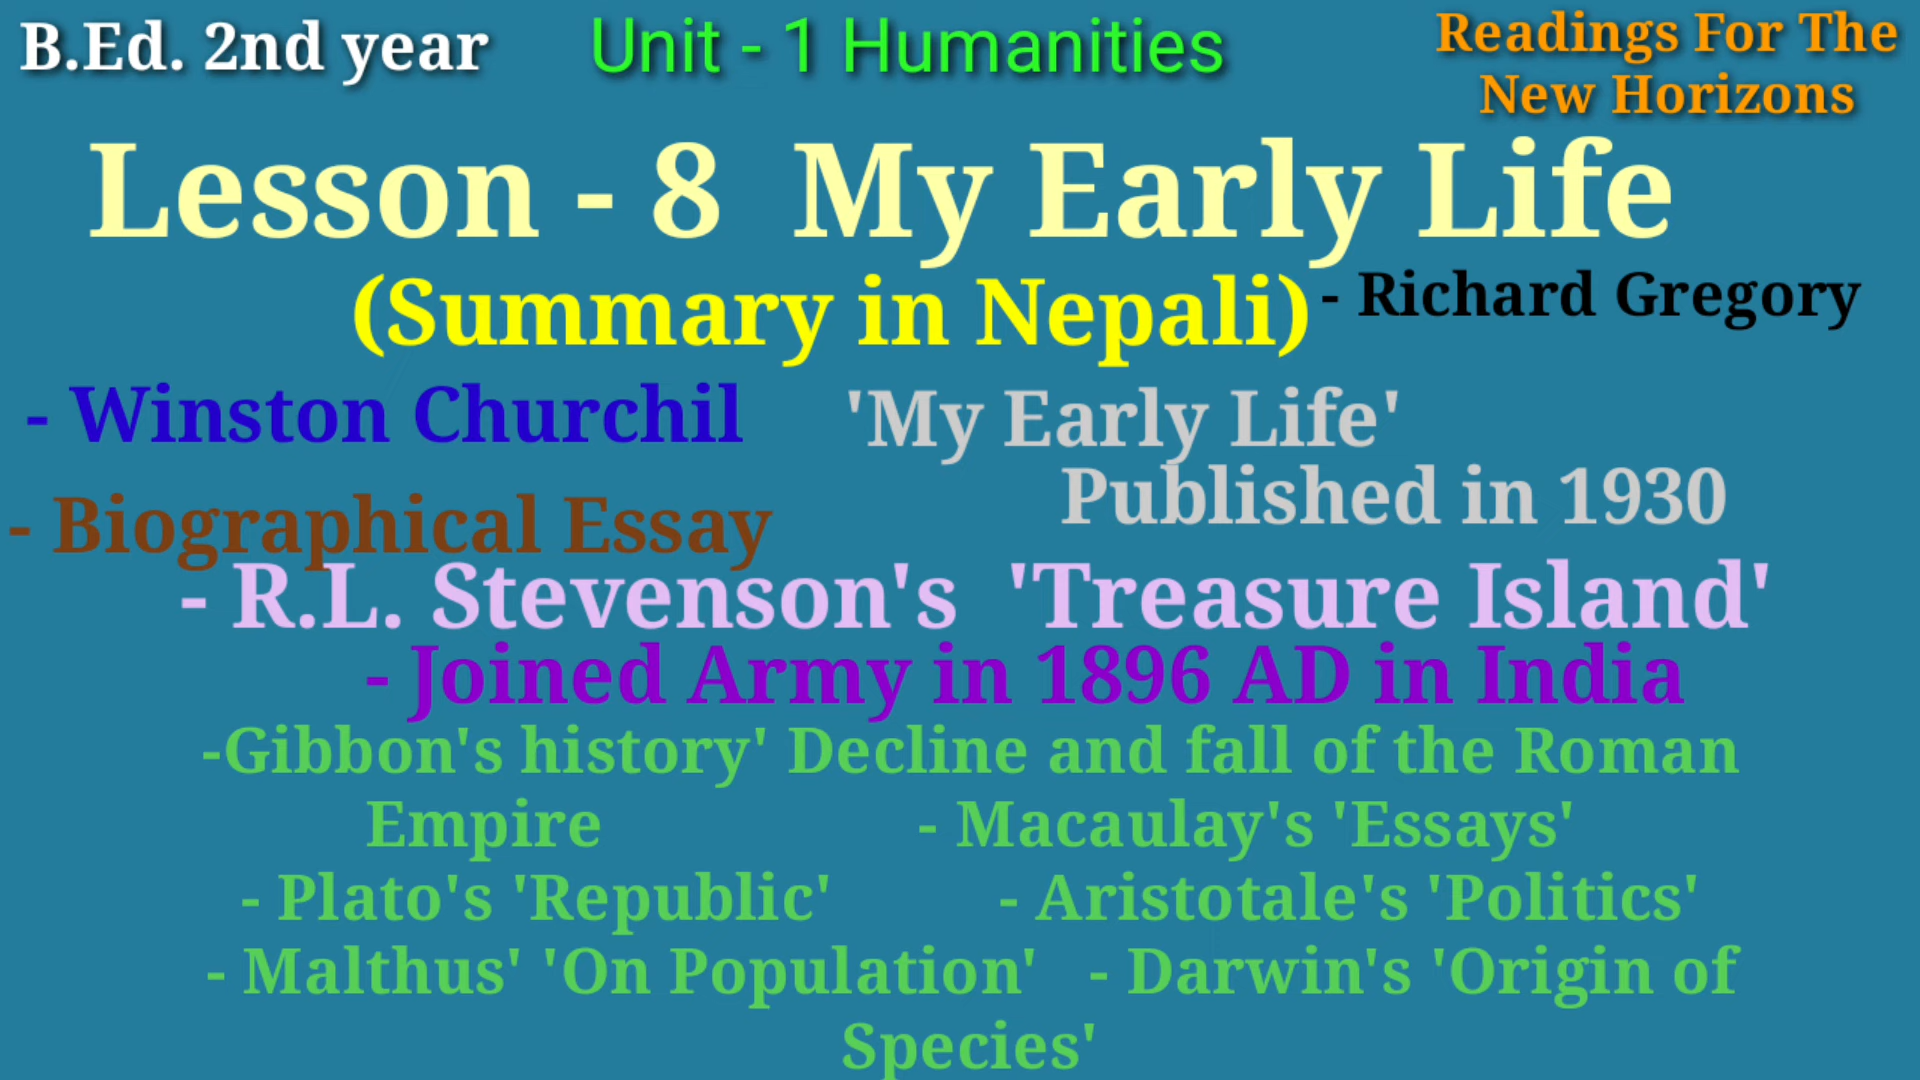 B.Ed. 2nd year
Unit - 1 Humanities
Readings For The
New Horizons
Lesson - 8 My Early Life
(Summary in Nepali)
- Richard Gregory
- Winston Churchil
'My Early Life'
Published in 1930
- Biographical Essay
- R.L. Stevenson's 'Treasure Island'
- Joined Army in 1896 AD in India
-Gibbon's history' Decline and fall of the Roman
Empire - Macaulay's 'Essays'
- Plato's 'Republic' - Aristotale's 'Politics'
- Malthus' 'On Population' - Darwin's 'Origin of
Species'